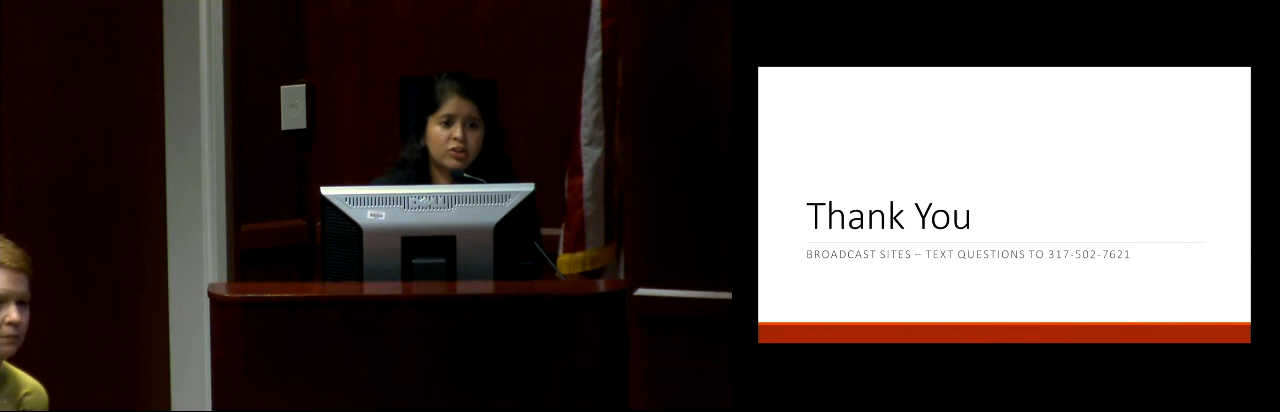 Thank You
BROADCAST SITES – TEXT QUESTIONS TO 317-502-7621